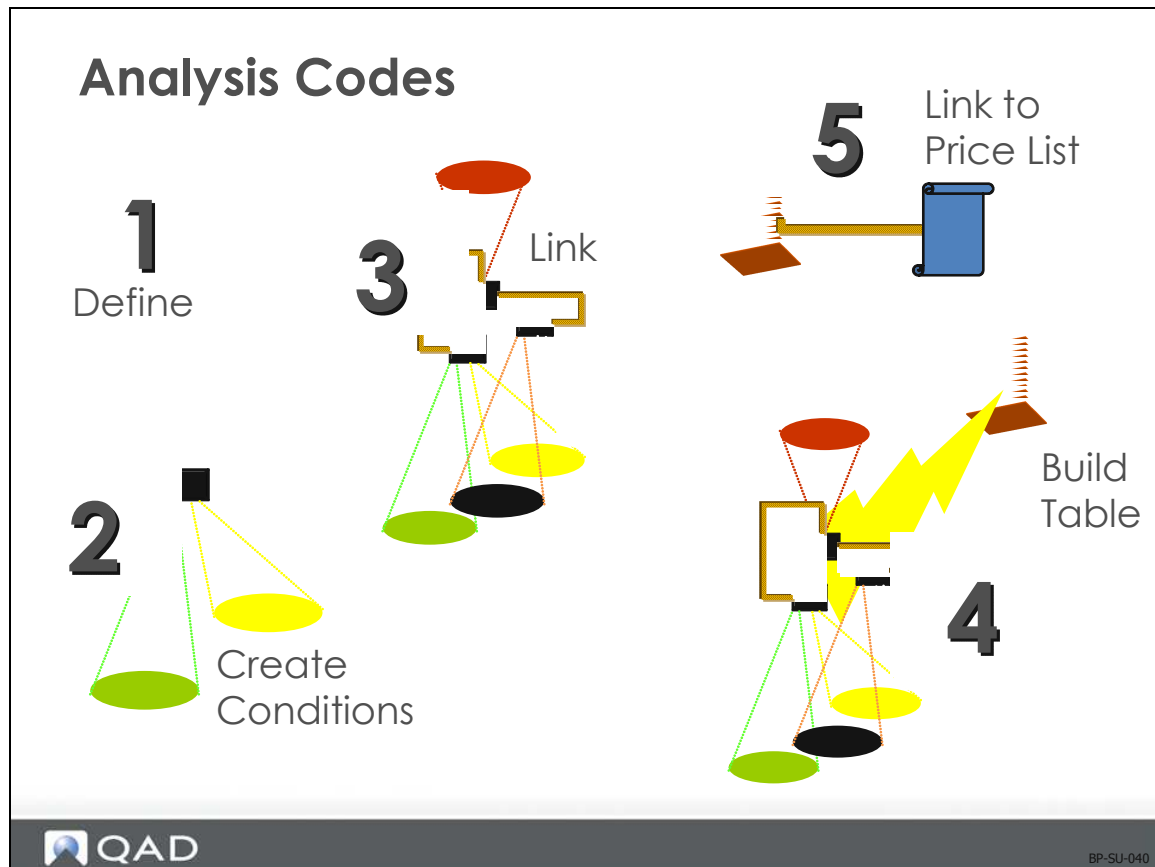 Analysis Codes
1
Define
2
Create
Conditions
3
Link
4
Build
Table
5
Link to
Price List
QAD
BP-SU-040